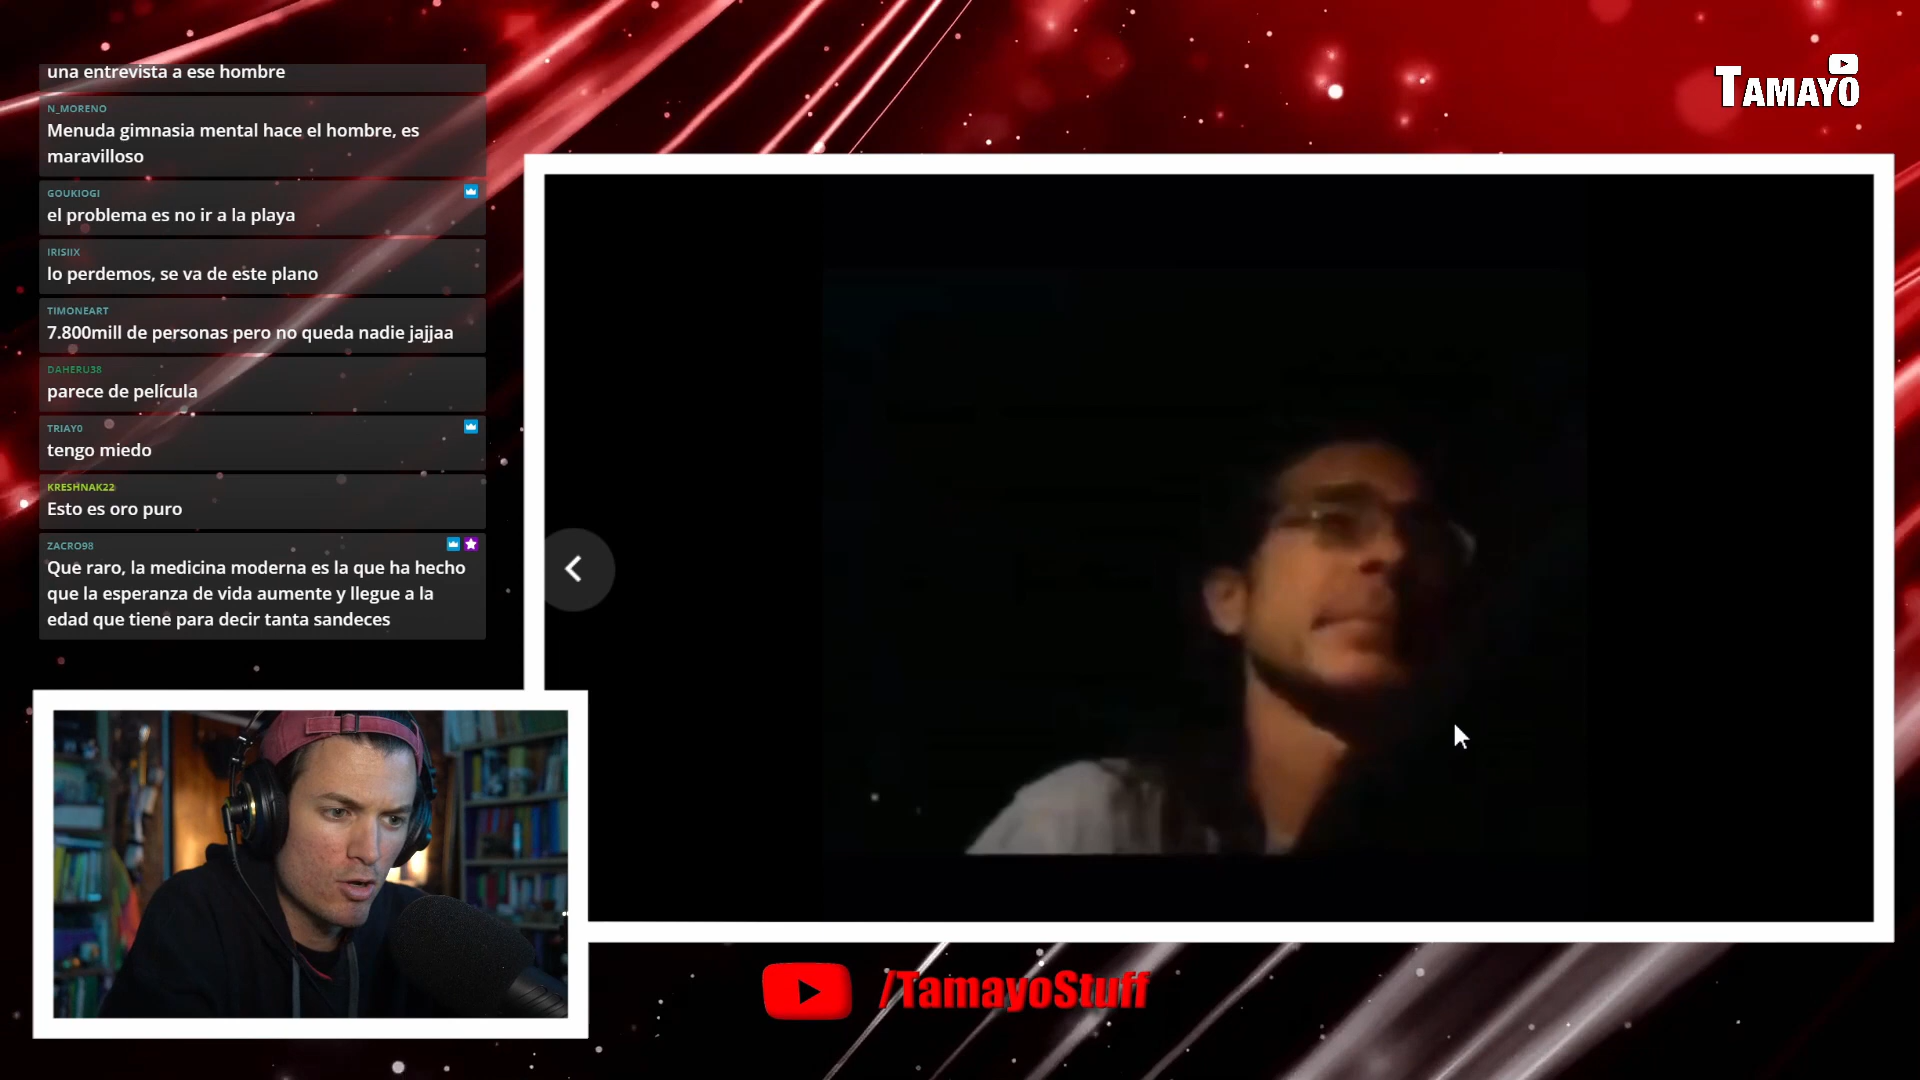 una entrevista a ese hombre
N_MORENO
Menuda gimnasia mental hace el hombre, es
maravilloso
GOUKIOGI
el problema es no ir a la playa
IRISIIX
lo perdemos, se va de este plano
TIMONEART
7.800mill de personas pero no queda nadie jajjaa
DAHERU38
parece de película
TRIAY0
tengo miedo
KRESHNAK22
Esto es oro puro
ZACRO98
Que raro, la medicina moderna es la que ha hecho
que la esperanza de vida aumente y llegue a la
edad que tiene para decir tanta sandeces
TAMAYO
/TamayoStuff